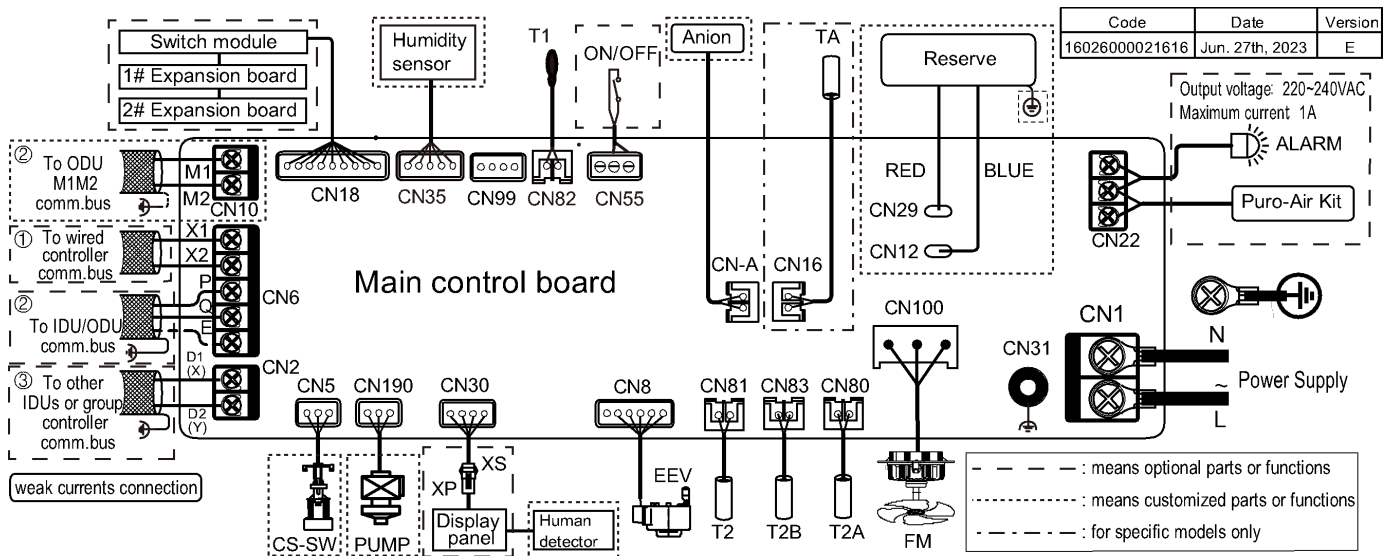 Code Date Version
16026000021616 Jun. 27th, 2023 E
Switch module
1# Expansion board
2# Expansion board
Humidity
sensor
T1
ON/OFF
Anion
TA
Reserve
RED
BLUE
Output voltage: 220~240VAC
Maximum current 1A
ALARM
Puro-Air Kit
② To ODU
M1M2
comm.bus
M1
M2
CN10
CN18
CN35
CN99
CN82
CN55
CN29
CN12
CN22
① To wired
controller
comm.bus
X1
X2
② To IDU/ODU
comm.bus
P
Q
E
CN6
③ To other
IDUs or group
controller
comm.bus
D1
(X)
D2
(Y)
CN2
Main control board
CN-A
CN16
CN100
CN31
CN1
N
~
L
Power Supply
CN5
CN190
CN30
CN8
CN81
CN83
CN80
weak currents connection
CS-SW
PUMP
XS
XP
Display
panel
Human
detector
EEV
T2
T2B
T2A
FM
: means optional parts or functions
: means customized parts or functions
: for specific models only